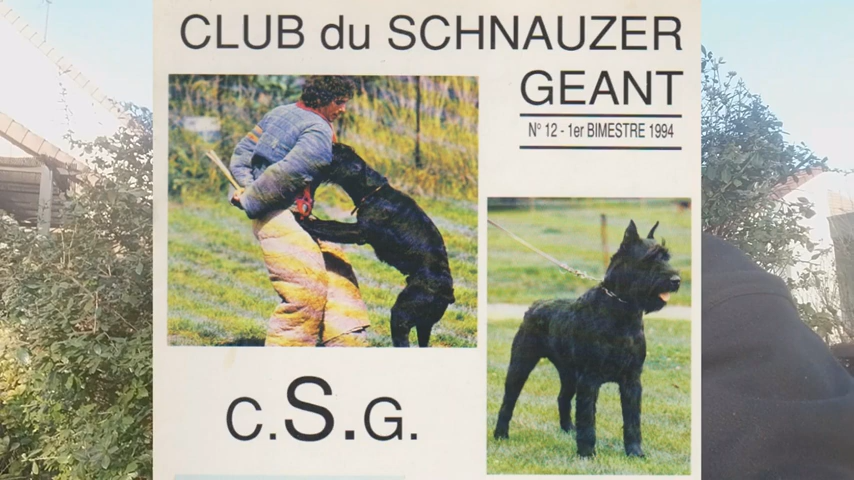 CLUB du SCHNAUZER
GEANT
N° 12 - 1er BIMESTRE 1994
C.S.G.